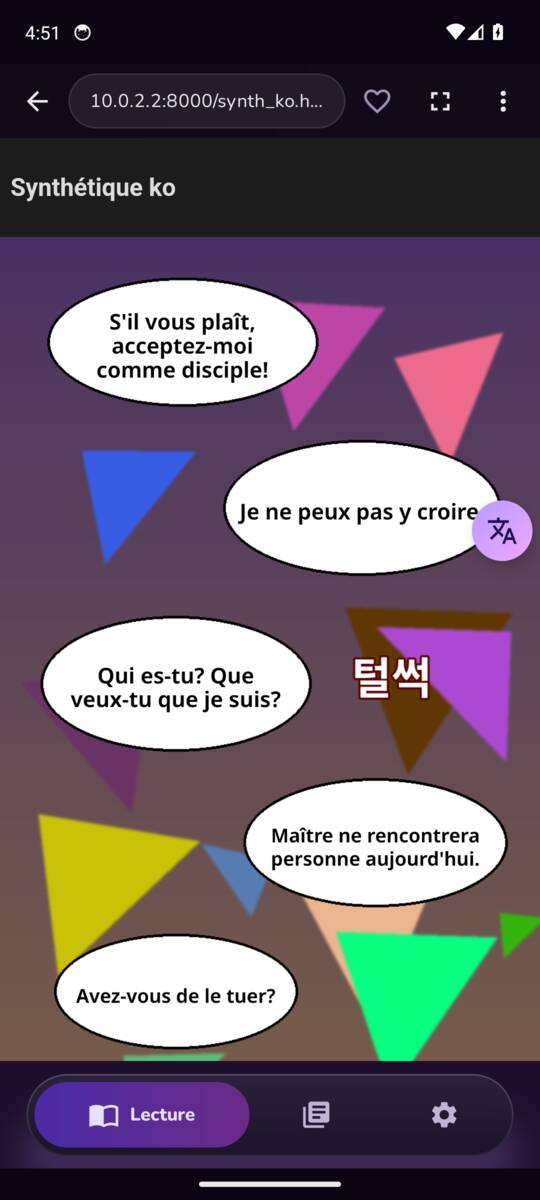 4:51
10.0.2.2:8000/synth_ko.h...
Synthétique ko
S'il vous plaît,
acceptez-moi
comme disciple!
Je ne peux pas y croire
Qui es-tu? Que
veux-tu que je suis?
털썩
Maître ne rencontrera
personne aujourd'hui.
Avez-vous de le tuer?
Lecture